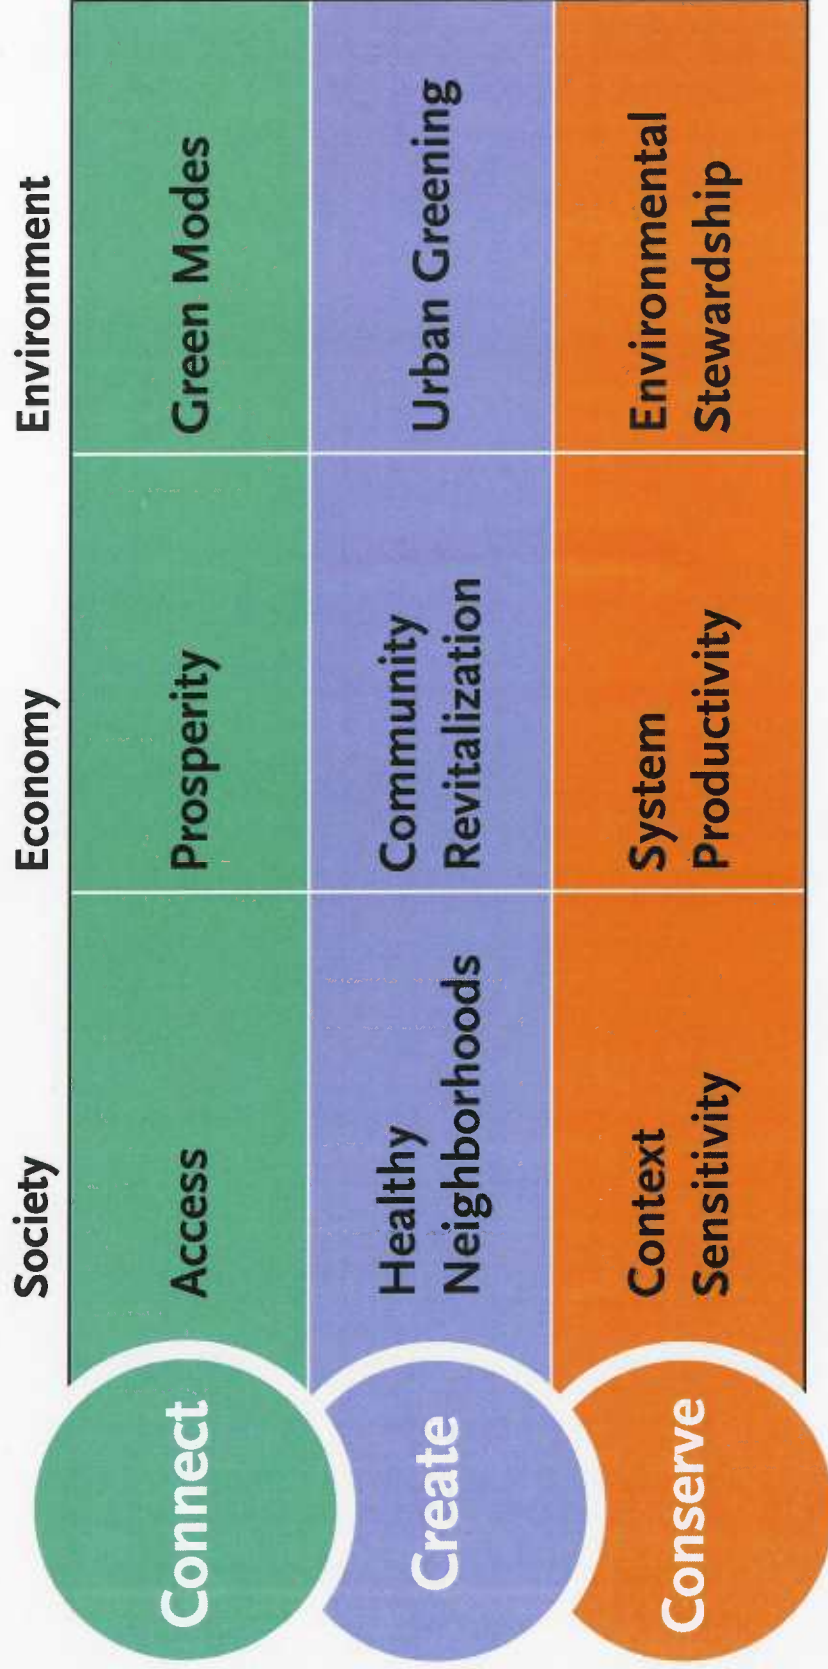 Society
Economy
Environment
Connect
Access
Prosperity
Green Modes
Create
Healthy
Neighborhoods
Community
Revitalization
Urban Greening
Conserve
Context
Sensitivity
System
Productivity
Environmental
Stewardship